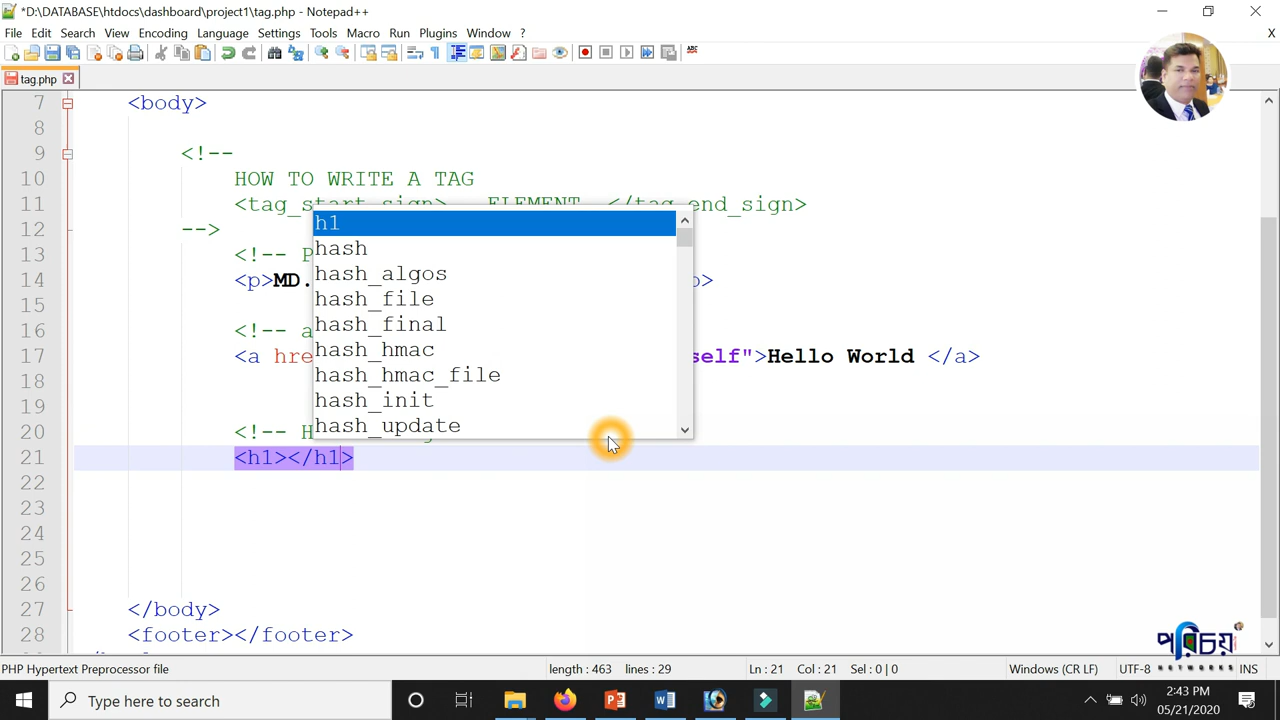 *D:\DATABASE\htdocs\dashboard\project1\tag.php - Notepad++
File Edit Search View Encoding Language Settings Tools Macro Run Plugins Window ?
X
tag.php
7 <body>
8
9 <!--
10 HOW TO WRITE A TAG
11 <tag_start_sign> ELEMENT </tag_end_sign>
12 -->
13 <!-- P
14 <p>MD. p>
15
16 <!-- a
17 <a hre self">Hello World </a>
18
19
20 <!-- H
21 <h1></h1>
22
23
24
25
26
27 </body>
28 <footer></footer>
h1
hash
hash_algos
hash_file
hash_final
hash_hmac
hash_hmac_file
hash_init
hash_update
পরিচয়
NETWORKS
PHP Hypertext Preprocessor file length : 463 lines : 29 Ln : 21 Col : 21 Sel : 0 | 0 Windows (CR LF) UTF-8 INS
Type here to search
2:43 PM
05/21/2020